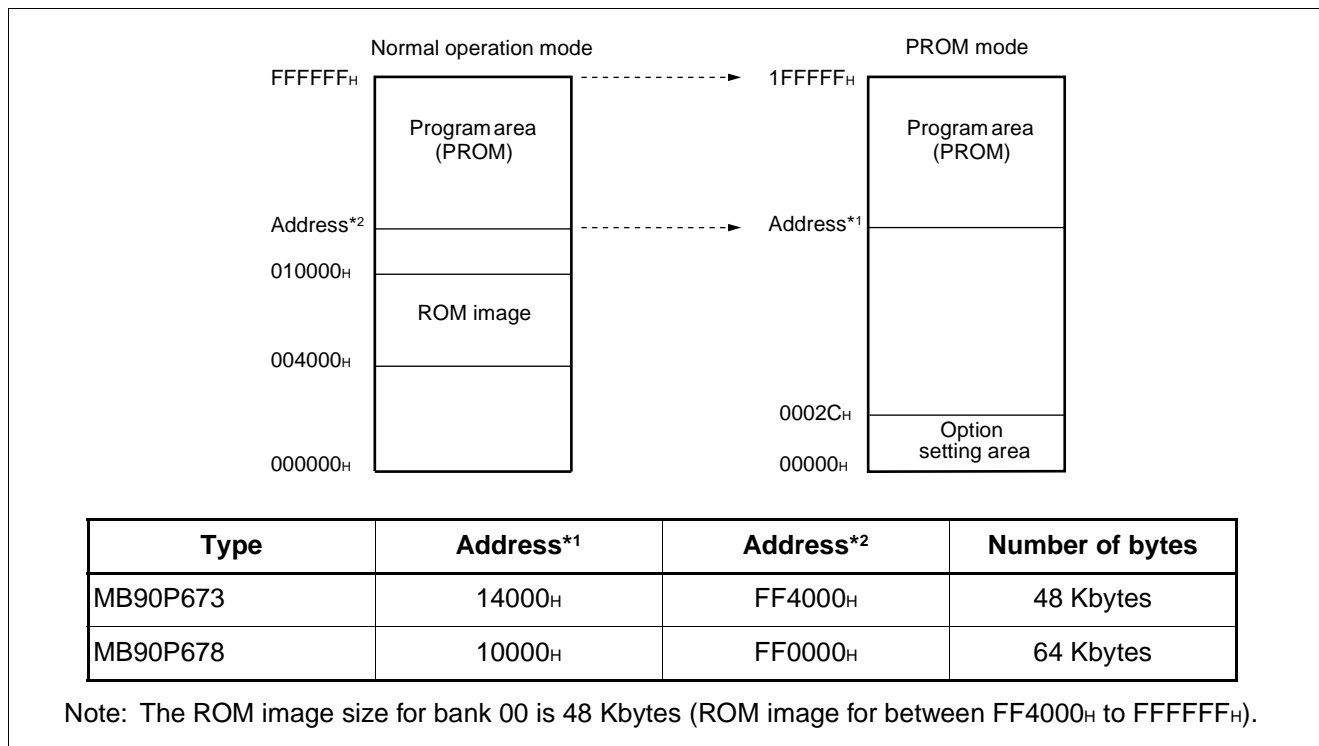 Normal operation mode
PROM mode
FFFFFFH
1FFFFFH
Program area
(PROM)
Program area
(PROM)
Address*2
Address*1
010000H
ROM image
004000H
0002CH
Option
setting area
000000H
00000H
Type Address*1 Address*2 Number of bytes
MB90P673 14000H FF4000H 48 Kbytes
MB90P678 10000H FF0000H 64 Kbytes
Note: The ROM image size for bank 00 is 48 Kbytes (ROM image for between FF4000H to FFFFFFH).